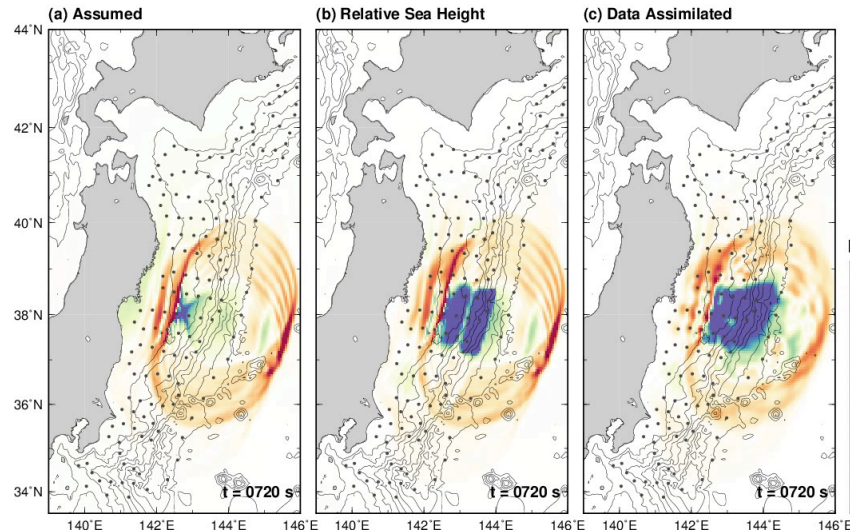 (a) Assumed
(b) Relative Sea Height
(c) Data Assimilated
44˚N
42˚N
40˚N
38˚N
36˚N
34˚N
t = 0720 s
t = 0720 s
t = 0720 s
140˚E 142˚E 144˚E 146˚E
140˚E 142˚E 144˚E 146˚E
140˚E 142˚E 144˚E 146˚E